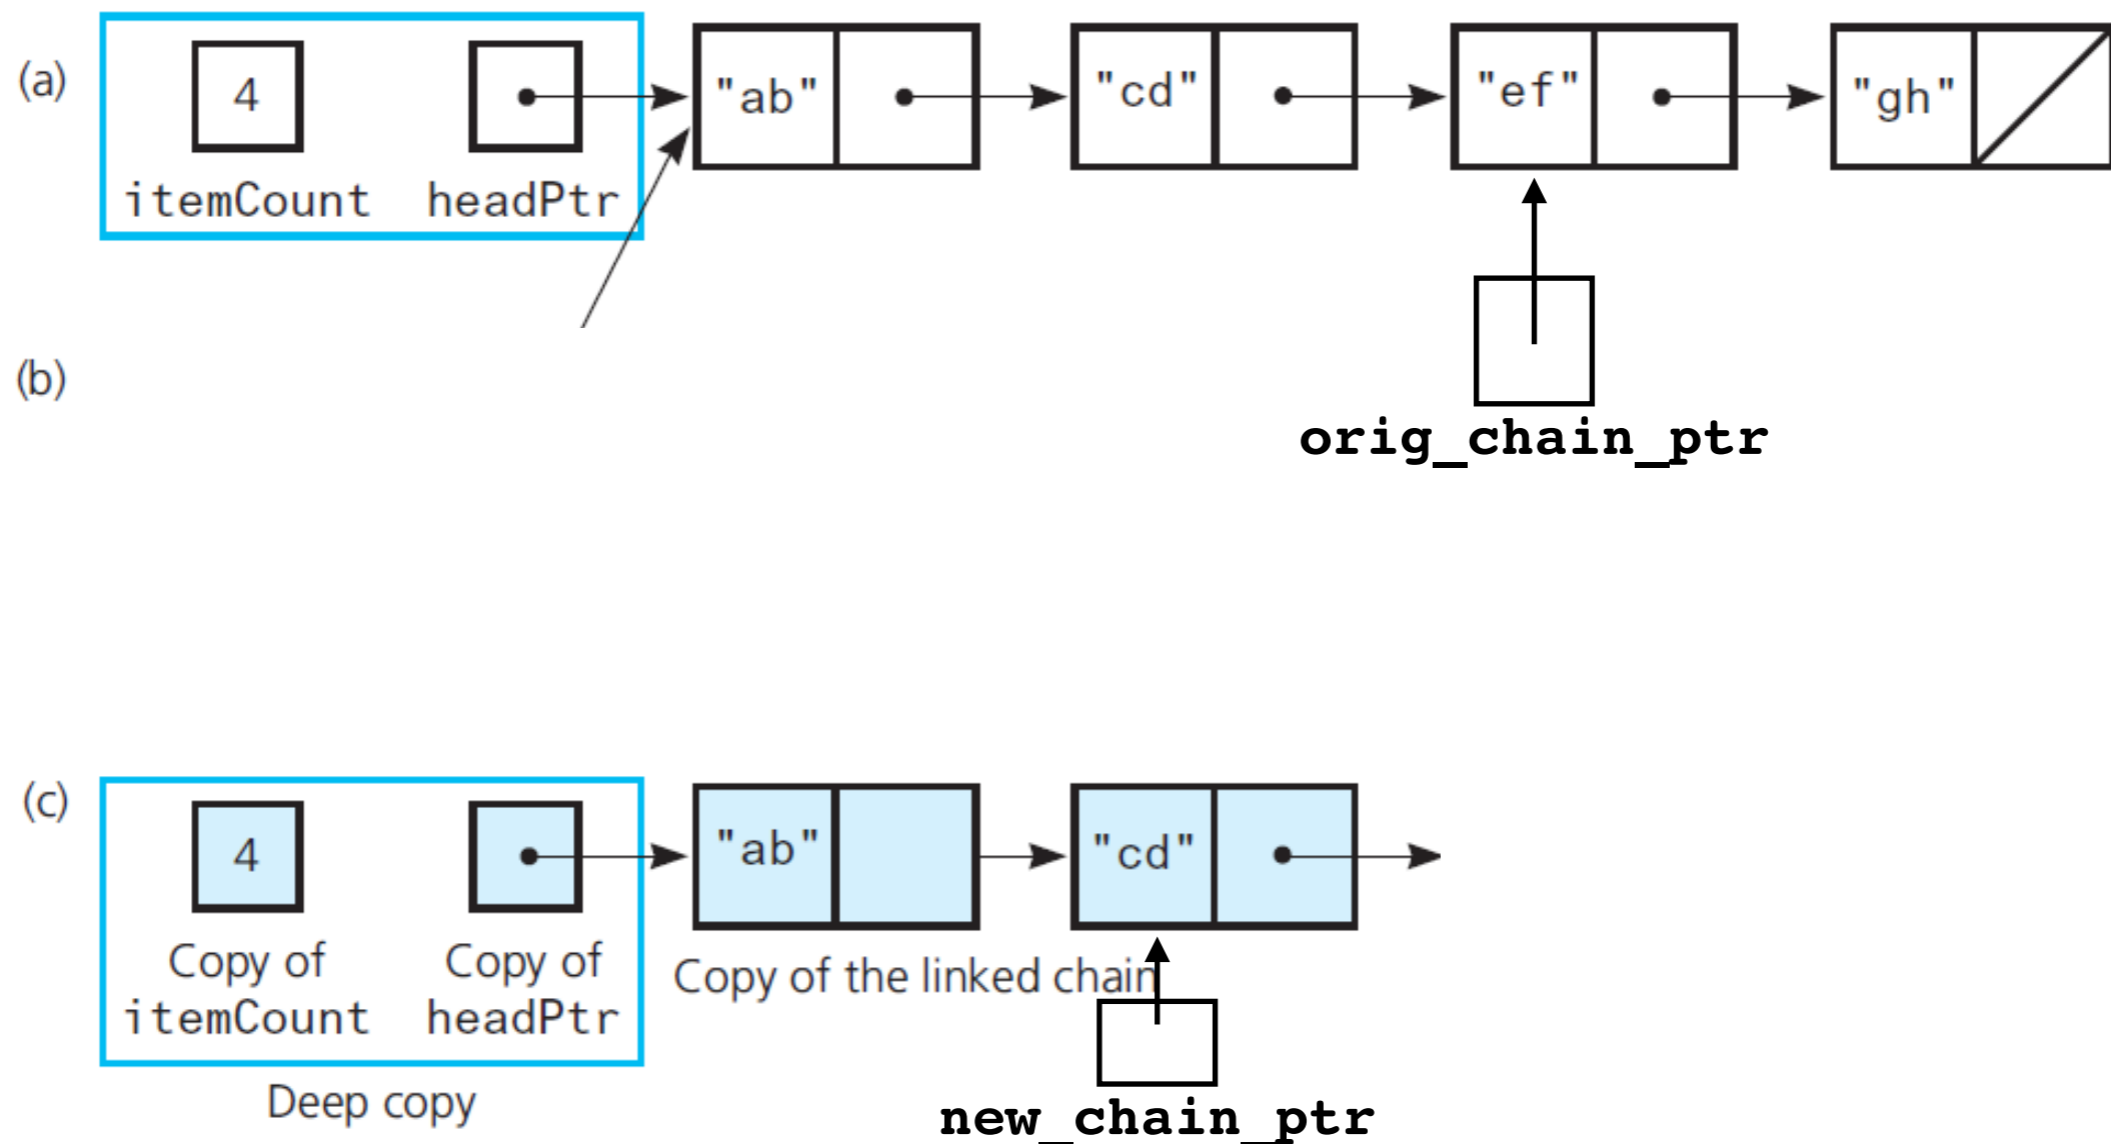 (a)
4
"ab"
"cd"
"ef"
"gh"
itemCount headPtr
(b)
orig_chain_ptr
(c)
4
"ab"
"cd"
Copy of
itemCount
Copy of
headPtr
Copy of the linked chain
Deep copy
new_chain_ptr